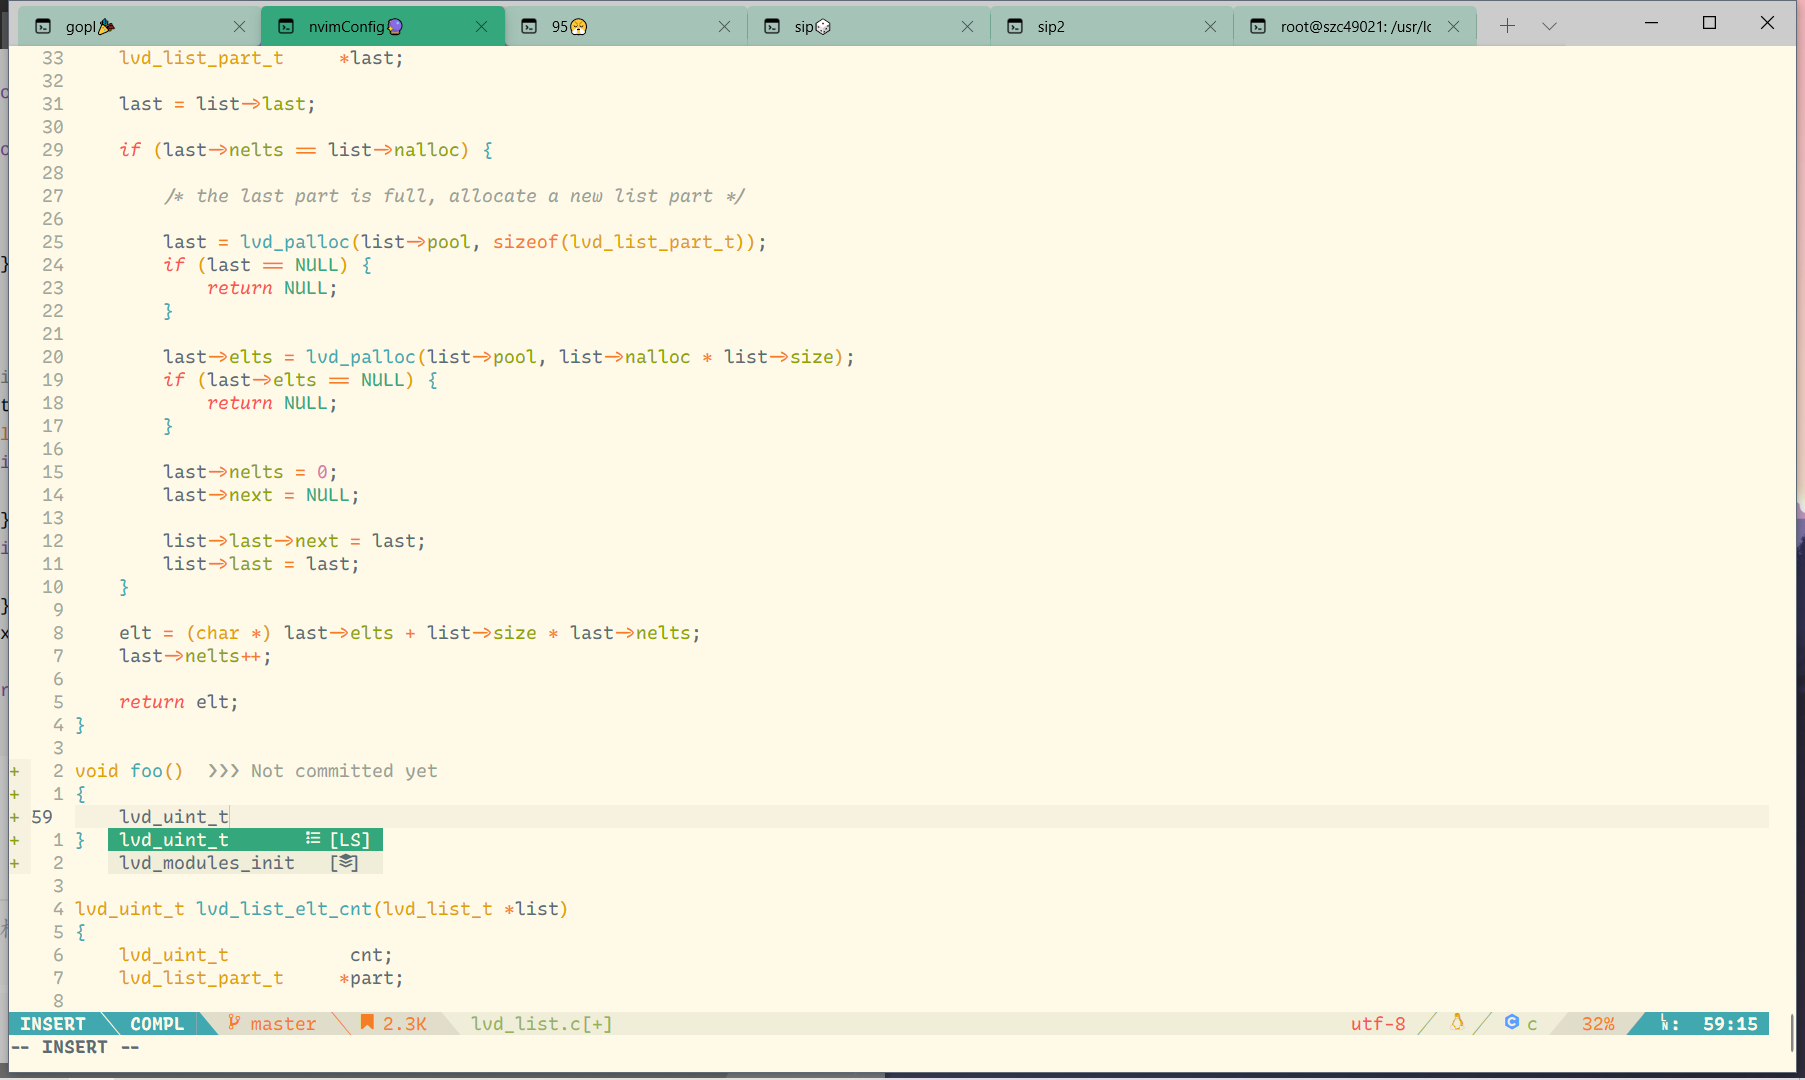 gopl nvimConfig 95 sip sip2 root@szc49021: /usr/lc
33 lvd_list_part_t *last;
32
31 last = list->last;
30
29 if (last->nelts == list->nalloc) {
28
27 /* the last part is full, allocate a new list part */
26
25 last = lvd_palloc(list->pool, sizeof(lvd_list_part_t));
24 if (last == NULL) {
23 return NULL;
22 }
21
20 last->elts = lvd_palloc(list->pool, list->nalloc * list->size);
19 if (last->elts == NULL) {
18 return NULL;
17 }
16
15 last->nelts = 0;
14 last->next = NULL;
13
12 list->last->next = last;
11 list->last = last;
10 }
9
8 elt = (char *) last->elts + list->size * last->nelts;
7 last->nelts++;
6
5 return elt;
4 }
3
+ 2 void foo() ❯❯❯ Not committed yet
+ 1 {
+ 59 lvd_uint_t
+ 1 } lvd_uint_t [LS]
+ 2 lvd_modules_init []
3
4 lvd_uint_t lvd_list_elt_cnt(lvd_list_t *list)
5 {
6 lvd_uint_t cnt;
7 lvd_list_part_t *part;
8
INSERT COMPL master 2.3K lvd_list.c[+] utf-8 c 32% LN: 59:15
-- INSERT --